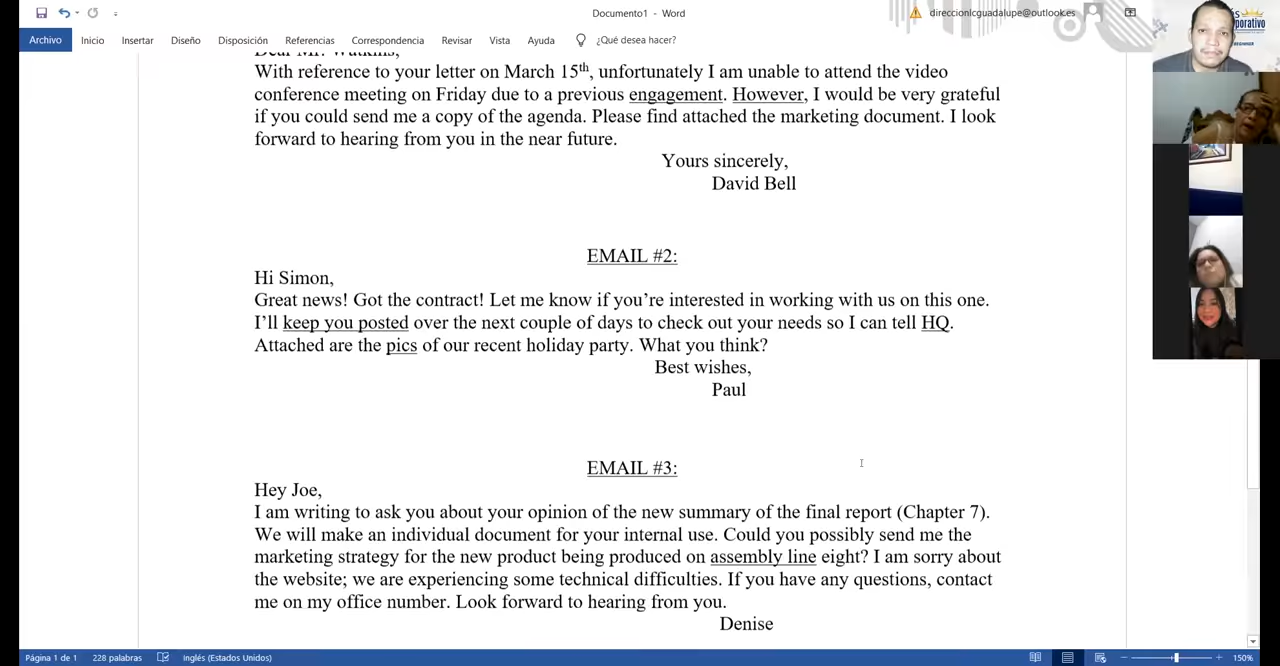 Documento1 - Word
direccionicguadalupe@outlook.es
Archivo Inicio Insertar Diseño Disposición Referencias Correspondencia Revisar Vista Ayuda ¿Qué desea hacer?
Dear Mr. Watkins,
With reference to your letter on March 15th, unfortunately I am unable to attend the video
conference meeting on Friday due to a previous engagement. However, I would be very grateful
if you could send me a copy of the agenda. Please find attached the marketing document. I look
forward to hearing from you in the near future.
Yours sincerely,
David Bell
EMAIL #2:
Hi Simon,
Great news! Got the contract! Let me know if you’re interested in working with us on this one.
I’ll keep you posted over the next couple of days to check out your needs so I can tell HQ.
Attached are the pics of our recent holiday party. What you think?
Best wishes,
Paul
EMAIL #3:
Hey Joe,
I am writing to ask you about your opinion of the new summary of the final report (Chapter 7).
We will make an individual document for your internal use. Could you possibly send me the
marketing strategy for the new product being produced on assembly line eight? I am sorry about
the website; we are experiencing some technical difficulties. If you have any questions, contact
me on my office number. Look forward to hearing from you.
Denise
Página 1 de 1 228 palabras inglés (Estados Unidos) 150%